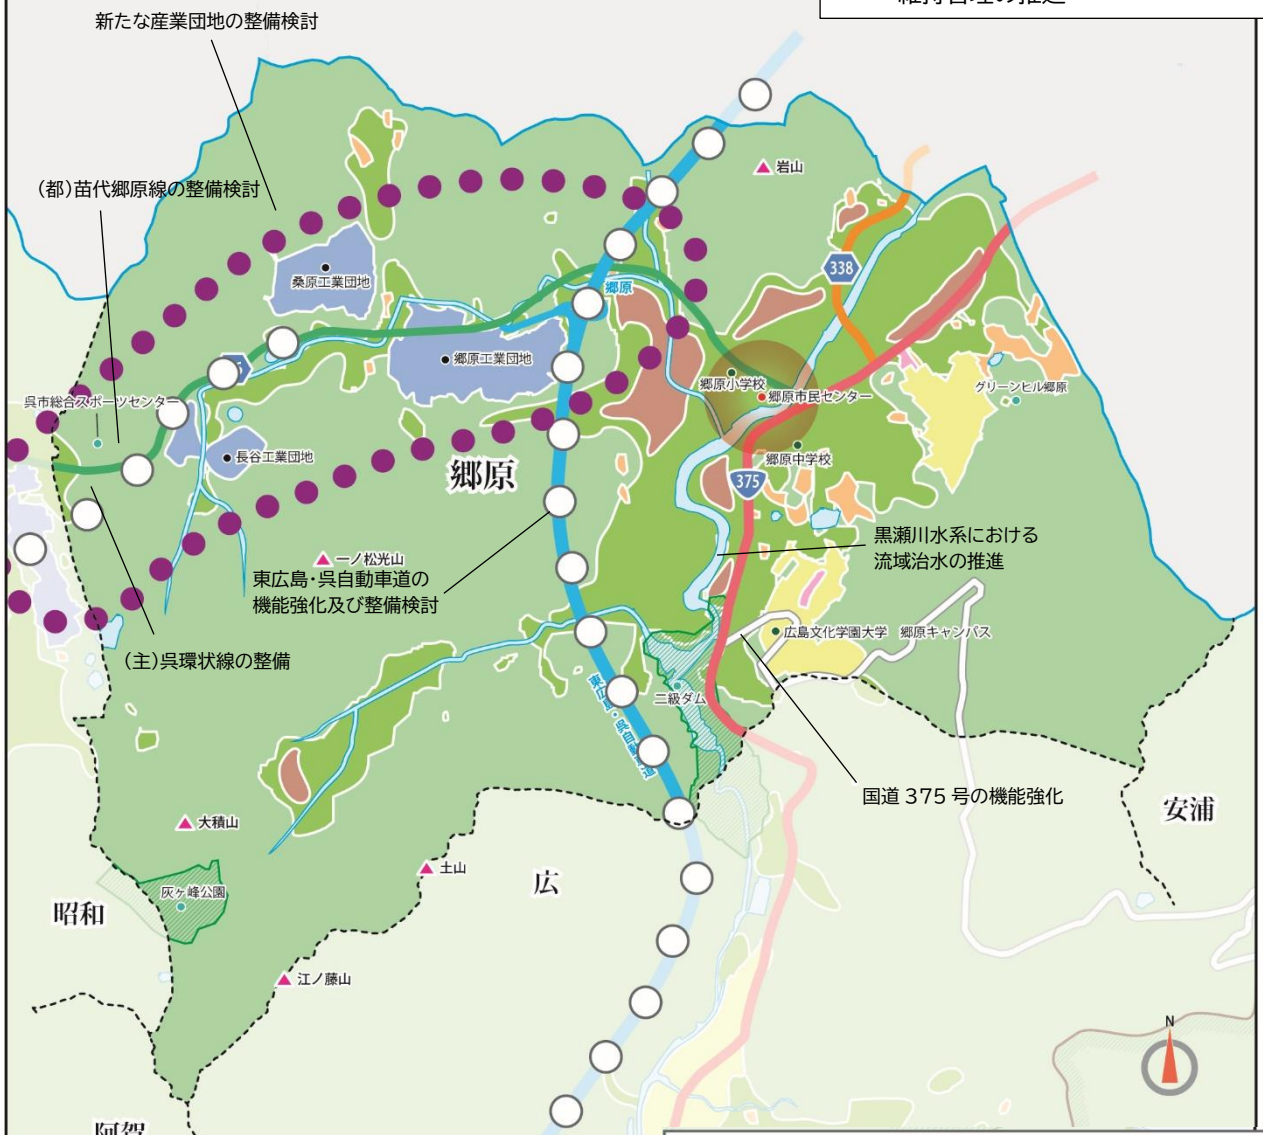 維持管理の推進
新たな産業団地の整備検討
岩山
(都)苗代郷原線の整備検討
338
桑原工業団地
郷原
郷原工業団地
郷原小学校
郷原市民センター
グリーンヒル郷原
呉市総合スポーツセンター
長谷工業団地
郷原中学校
郷原
375
黒瀬川水系における
流域治水の推進
一ノ松光山
東広島・呉自動車道の
機能強化及び整備検討
広島文化学園大学 郷原キャンパス
(主)呉環状線の整備
二級ダム
東広島・呉自動車道
国道 375 号の機能強化
安浦
大積山
土山
広
灰ヶ峰公園
昭和
江ノ藤山
N
阿賀